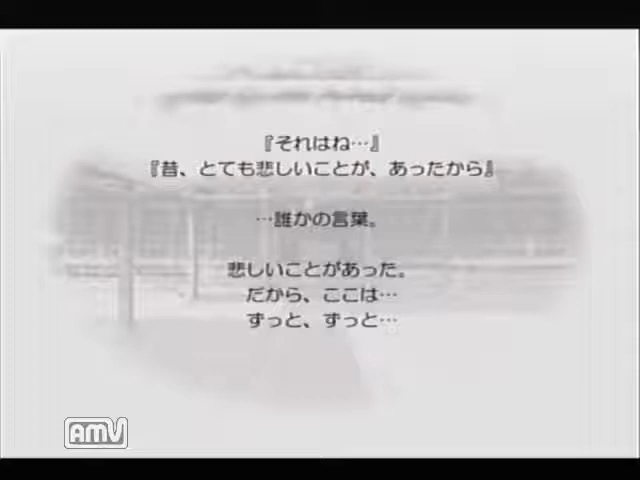 『それはね…』
『昔、とても悲しいことが、あったから』
…誰かの言葉。
悲しいことがあった。
だから、ここは…
ずっと、ずっと…
AMV